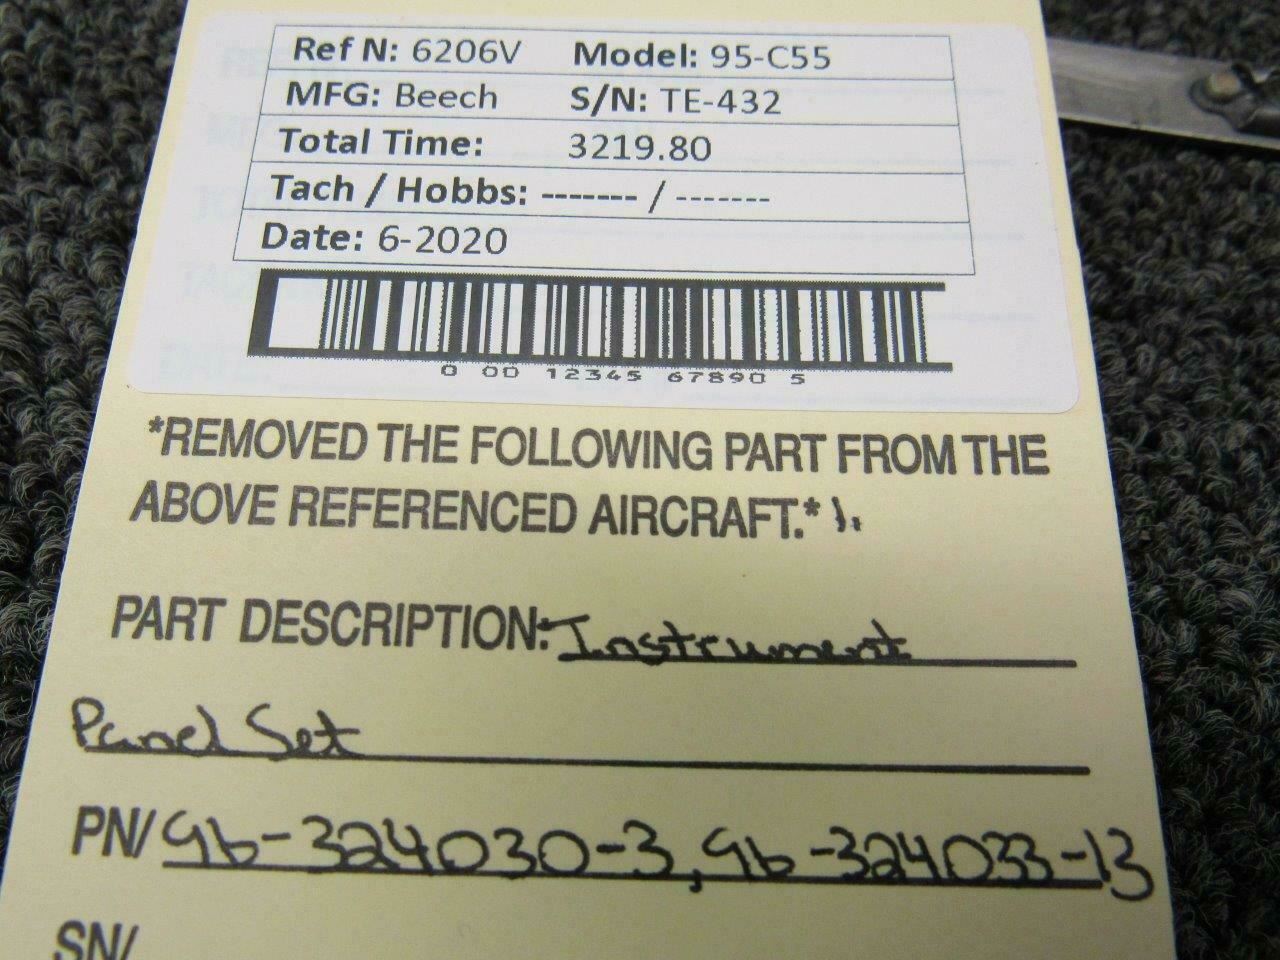 Ref N: 6206V Model: 95-C55
MFG: Beech S/N: TE-432
Total Time: 3219.80
Tach / Hobbs: ------- / -------
Date: 6-2020
0 00 12345 67890 5
*REMOVED THE FOLLOWING PART FROM THE
ABOVE REFERENCED AIRCRAFT.* 1.
PART DESCRIPTION: Instrument
Panel Set
PN/ 96-324030-3, 96-324033-13
SN/